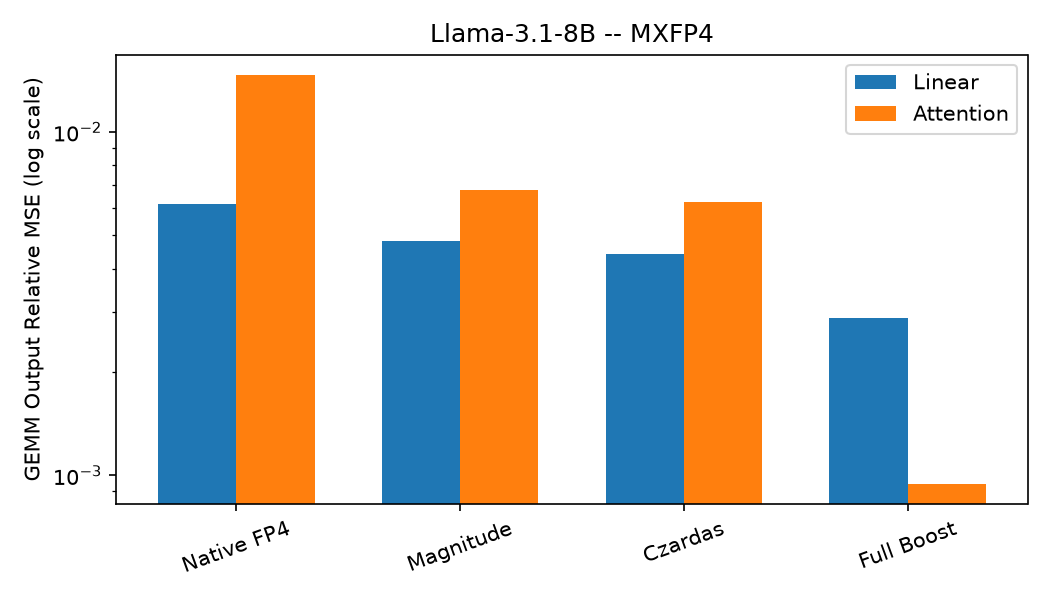 Llama-3.1-8B -- MXFP4
GEMM Output Relative MSE (log scale)
10⁻²
10⁻³
Linear
Attention
Native FP4
Magnitude
Czardas
Full Boost